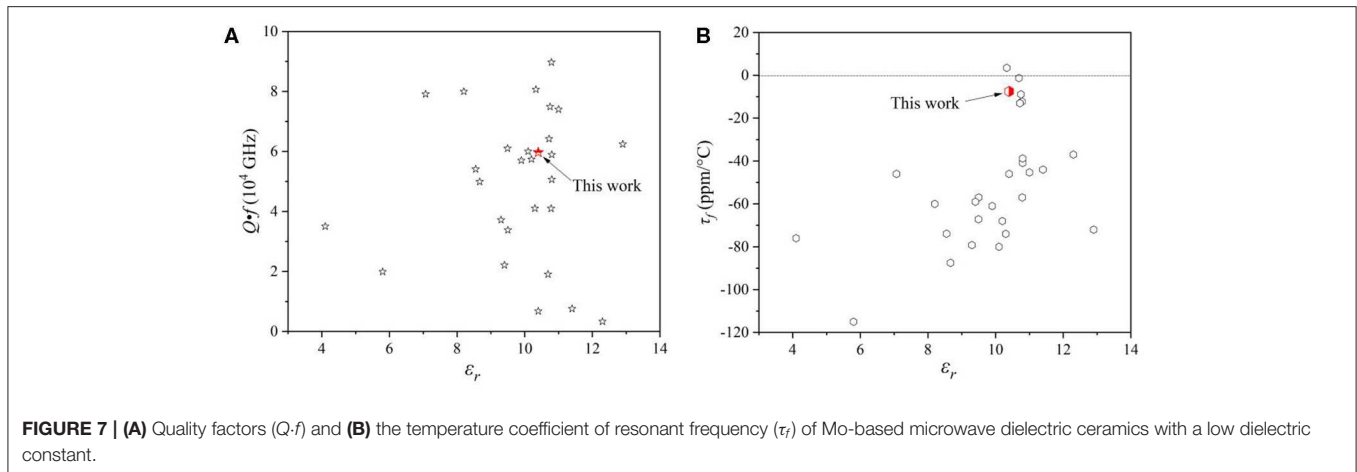 A
10
8
6
4
2
0
Q•f (10⁴ GHz)
This work
4 6 8 10 12 14
εr
B
20
0
-20
-40
-60
-80
-100
-120
τf (ppm/°C)
This work
4 6 8 10 12 14
εr
FIGURE 7 | (A) Quality factors (Q·f) and (B) the temperature coefficient of resonant frequency (τf) of Mo-based microwave dielectric ceramics with a low dielectric
constant.